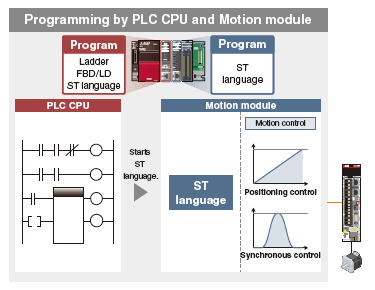 Programming by PLC CPU and Motion module
Program
Ladder
FBD/LD
ST language
Program
ST
language
PLC CPU
Motion module
Starts
ST
language.
ST
language
Motion control
Positioning control
Synchronous control